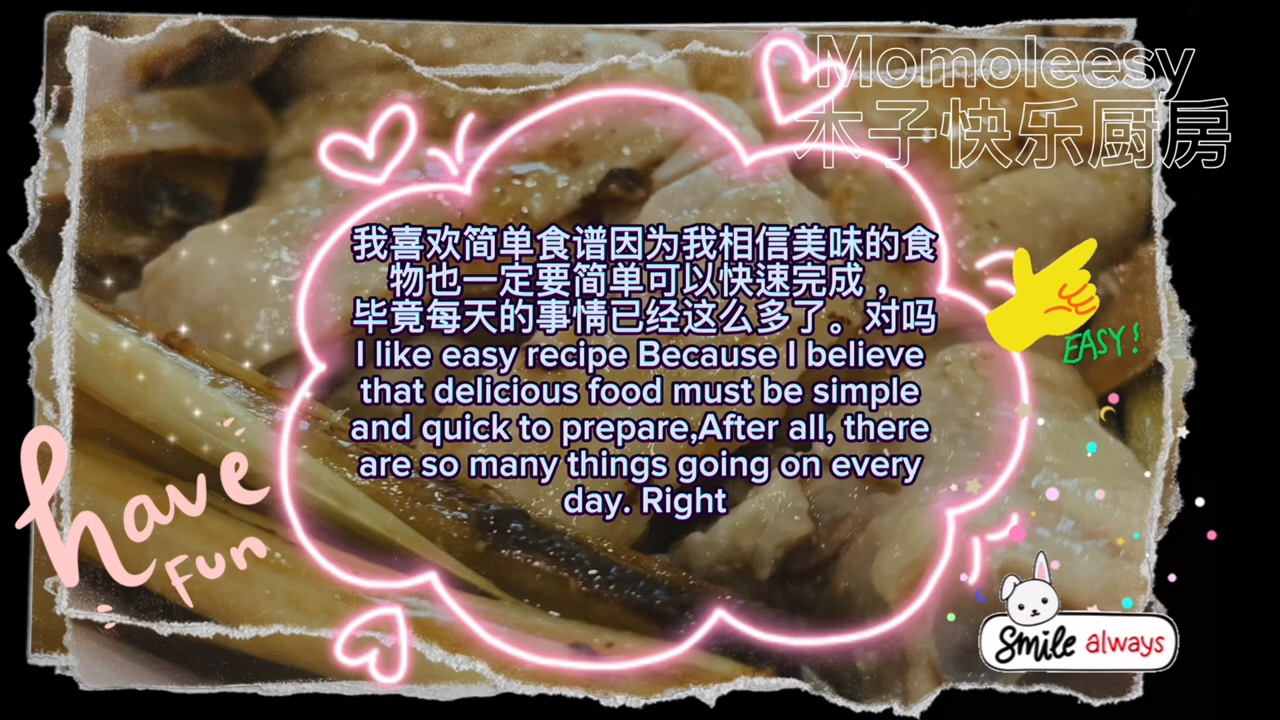 Momoleesy
木子快乐厨房
我喜欢简单食谱因为我相信美味的食
物也一定要简单可以快速完成，
毕竟每天的事情已经这么多了。对吗
I like easy recipe Because I believe
that delicious food must be simple
and quick to prepare,After all, there
are so many things going on every
day. Right
EASY!
have
Fun
Smile always